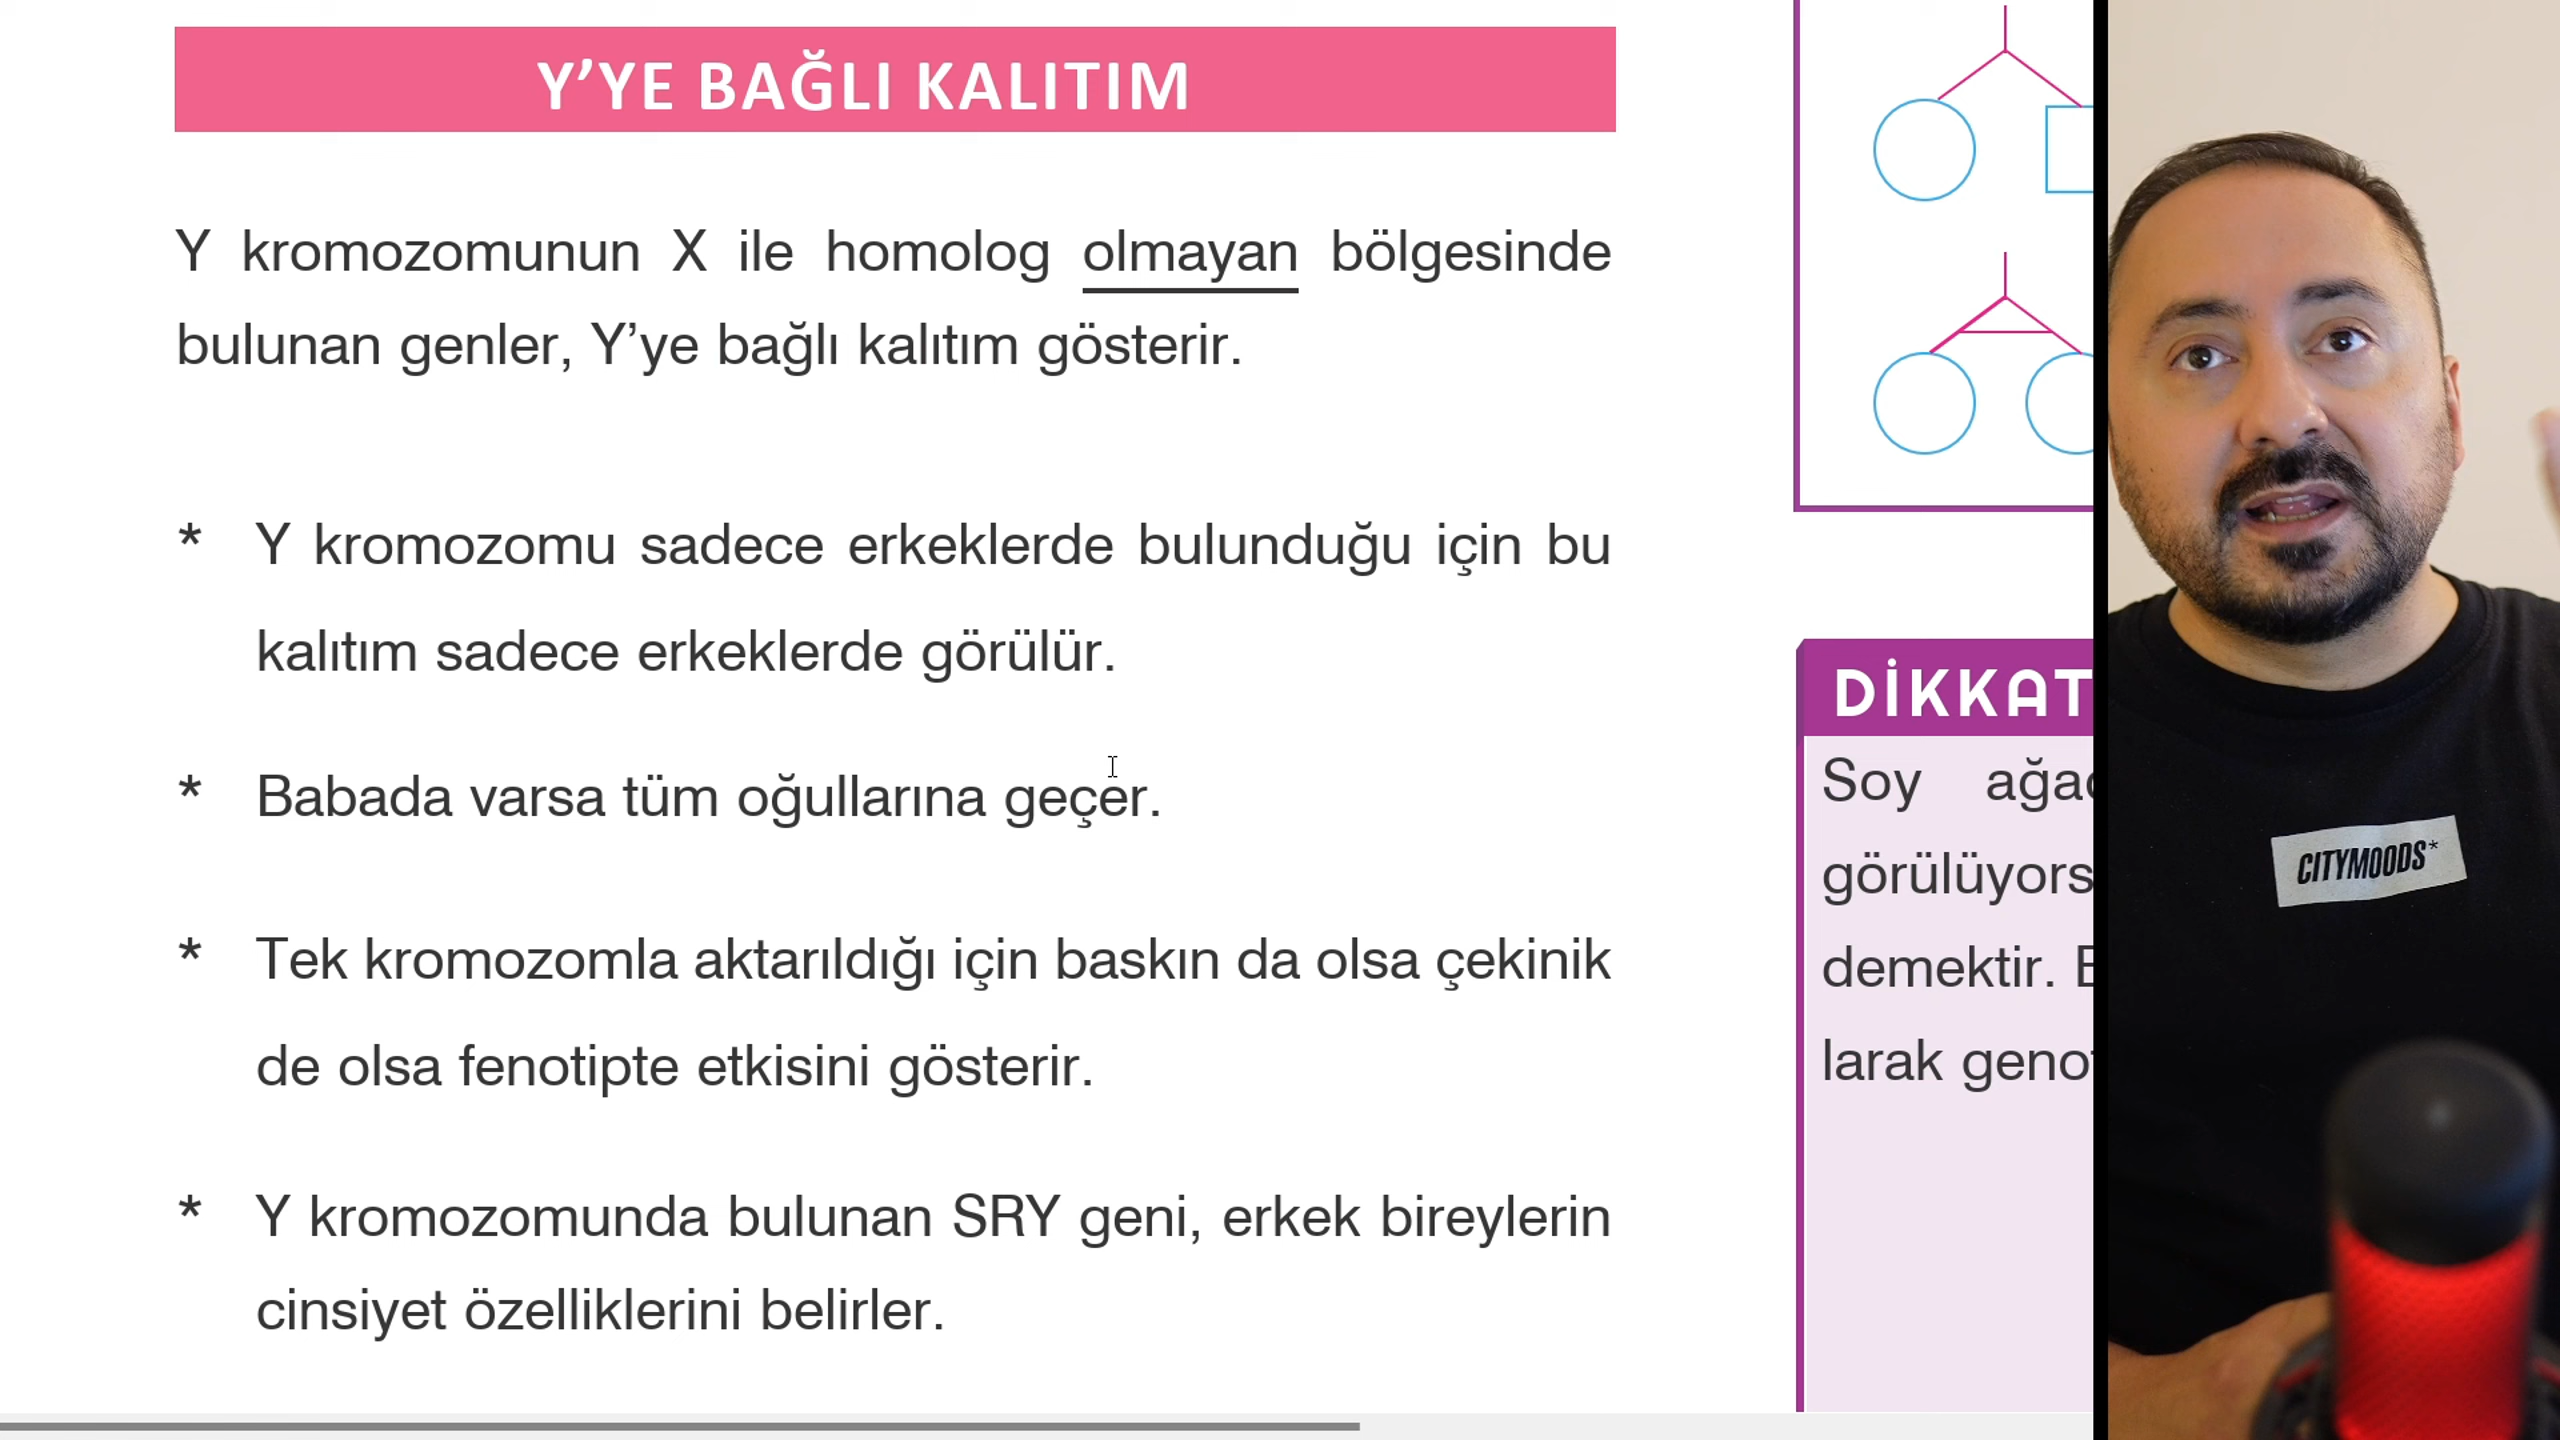 Y’YE BAĞLI KALITIM
Y kromozomunun X ile homolog olmayan bölgesinde
bulunan genler, Y’ye bağlı kalıtım gösterir.
* Y kromozomu sadece erkeklerde bulunduğu için bu
kalıtım sadece erkeklerde görülür.
* Babada varsa tüm oğullarına geçer.
* Tek kromozomla aktarıldığı için baskın da olsa çekinik
de olsa fenotipte etkisini gösterir.
* Y kromozomunda bulunan SRY geni, erkek bireylerin
cinsiyet özelliklerini belirler.
DİKKAT
Soy
demektir.
larak
CITYMOODS*